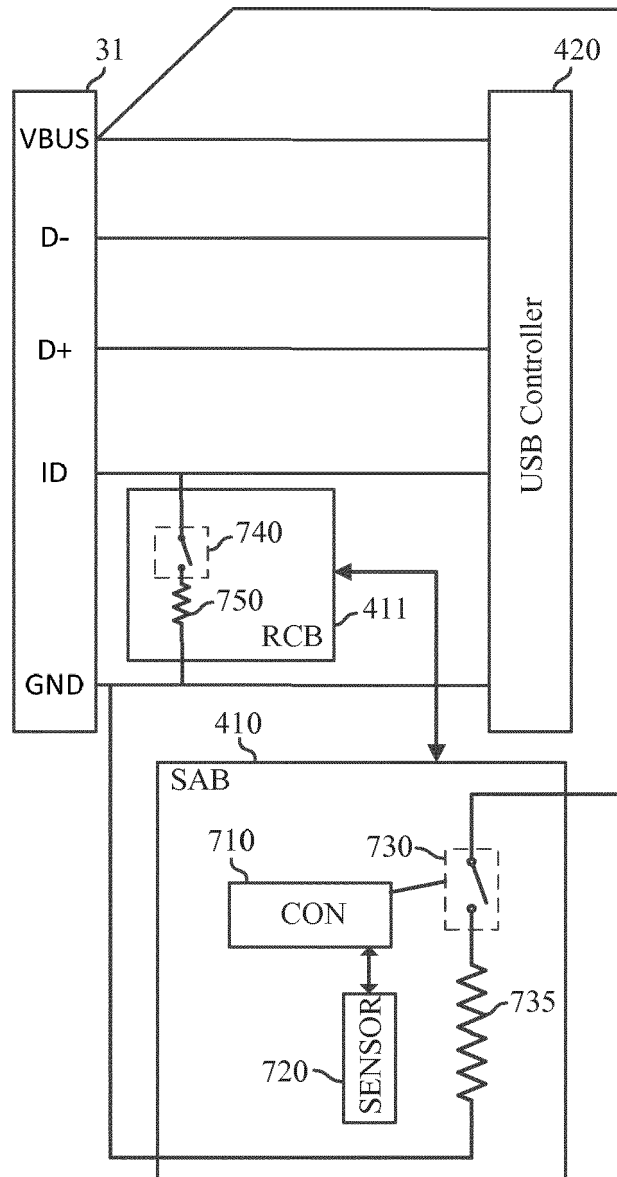 31
420
VBUS
D-
D+
ID
USB Controller
740
750
RCB
411
GND
410
SAB
710
730
CON
735
SENSOR
720